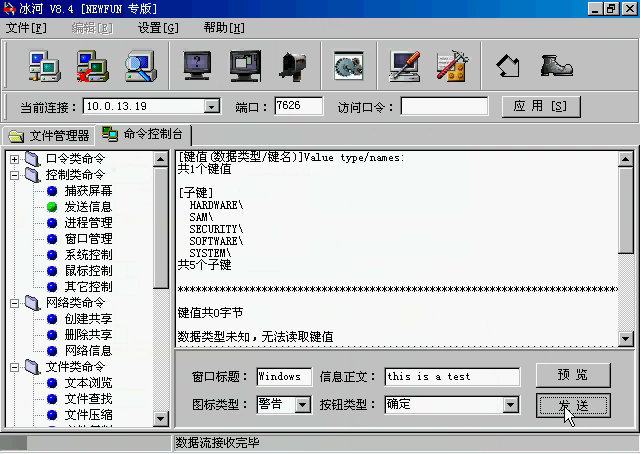 冰河 V8.4 [NEWFUN 专版]
文件[F] 编辑[E] 设置[G] 帮助[H]
当前连接: 10.0.13.19 端口: 7626 访问口令: 应用[S]
文件管理器 命令控制台
口令类命令
控制类命令
捕获屏幕
发送信息
进程管理
窗口管理
系统控制
鼠标控制
其它控制
网络类命令
创建共享
删除共享
网络信息
文件类命令
文本浏览
文件查找
文件压缩
[键值(数据类型/键名)]Value type/names:
共1个键值
[子键]
HARDWARE\
SAM\
SECURITY\
SOFTWARE\
SYSTEM\
共5个子键
**********************************************************************
键值共0字节
数据类型未知,无法读取键值
窗口标题: Windows 信息正文: this is a test 预览
图标类型: 警告 按钮类型: 确定 发送
数据流接收完毕